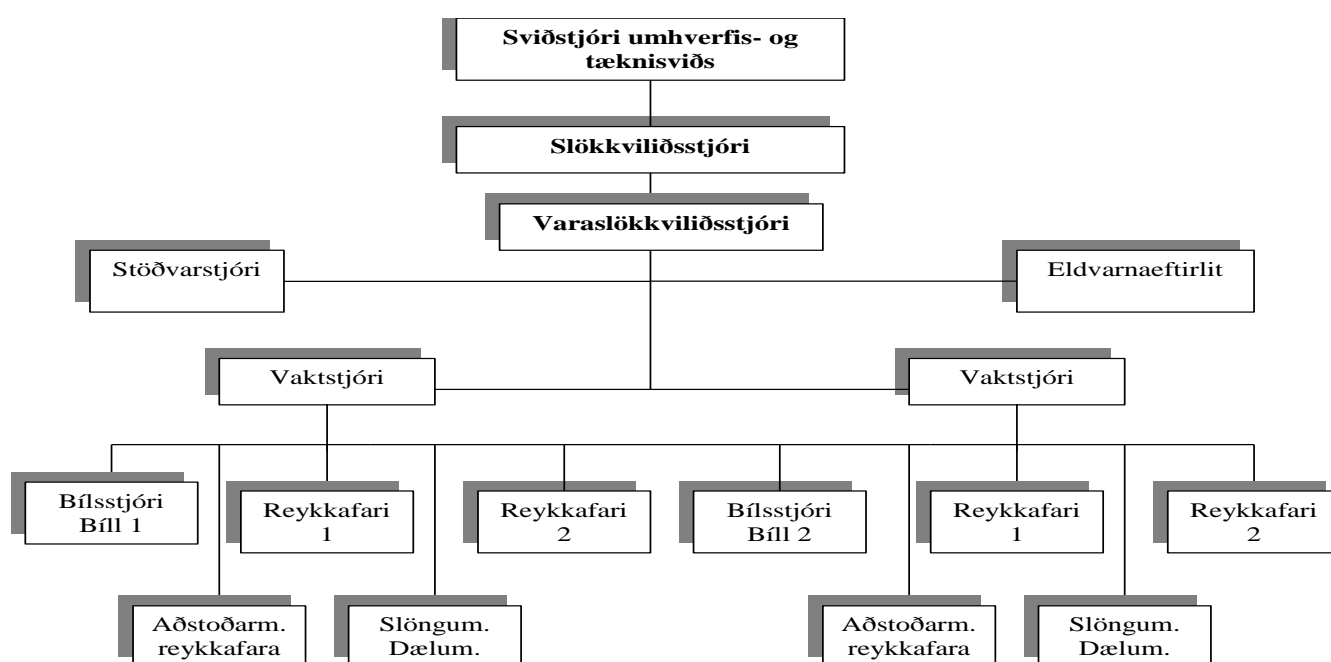 Sviðstjóri umhverfis- og
tæknisviðs
Slökkviliðsstjóri
Varaslökkviliðsstjóri
Stöðvarstjóri
Eldvarnaeftirlit
Vaktstjóri
Vaktstjóri
Bílsstjóri
Bíll 1
Reykkafari
1
Reykkafari
2
Bílsstjóri
Bíll 2
Reykkafari
1
Reykkafari
2
Aðstoðarm.
reykkafara
Slöngum.
Dælum.
Aðstoðarm.
reykkafara
Slöngum.
Dælum.